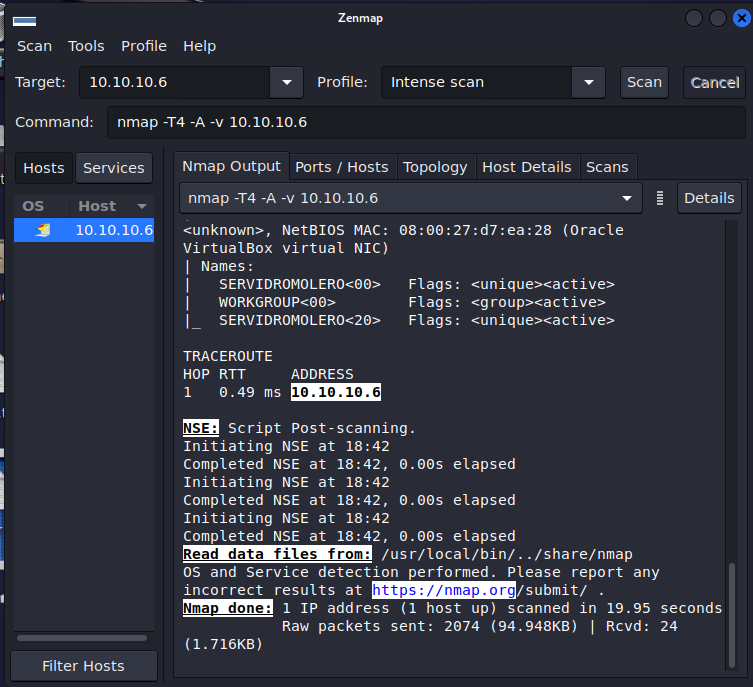 Zenmap
Scan Tools Profile Help
Target: 10.10.10.6 Profile: Intense scan Scan Cancel
Command: nmap -T4 -A -v 10.10.10.6
Hosts Services
Nmap Output Ports / Hosts Topology Host Details Scans
OS Host
10.10.10.6
nmap -T4 -A -v 10.10.10.6 Details
<unknown>, NetBIOS MAC: 08:00:27:d7:ea:28 (Oracle
VirtualBox virtual NIC)
| Names:
|   SERVIDROMOLERO<00>   Flags: <unique><active>
|   WORKGROUP<00>        Flags: <group><active>
|_  SERVIDROMOLERO<20>   Flags: <unique><active>
TRACEROUTE
HOP RTT     ADDRESS
1   0.49 ms 10.10.10.6
NSE: Script Post-scanning.
Initiating NSE at 18:42
Completed NSE at 18:42, 0.00s elapsed
Initiating NSE at 18:42
Completed NSE at 18:42, 0.00s elapsed
Initiating NSE at 18:42
Completed NSE at 18:42, 0.00s elapsed
Read data files from: /usr/local/bin/../share/nmap
OS and Service detection performed. Please report any
incorrect results at https://nmap.org/submit/ .
Nmap done: 1 IP address (1 host up) scanned in 19.95 seconds
Raw packets sent: 2074 (94.948KB) | Rcvd: 24
(1.716KB)
Filter Hosts